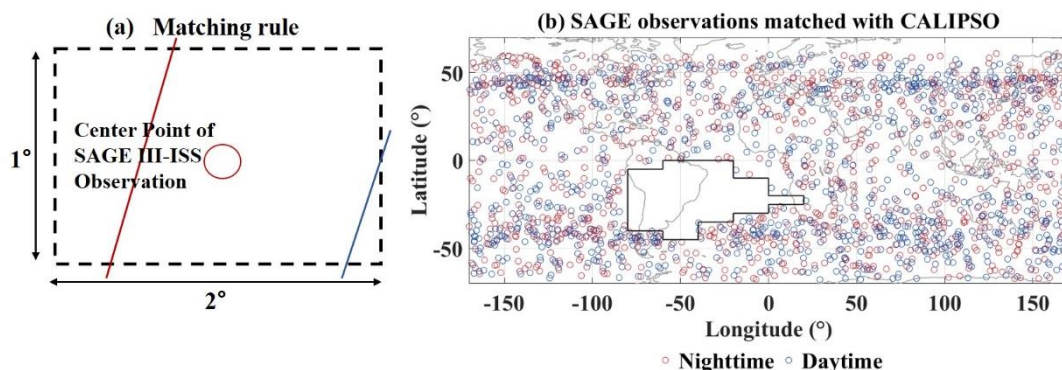 (a) Matching rule
1°
Center Point of
SAGE III-ISS
Observation
2°
(b) SAGE observations matched with CALIPSO
Latitude (°)
50
0
-50
-150 -100 -50 0 50 100 150
Longitude (°)
Nighttime Daytime